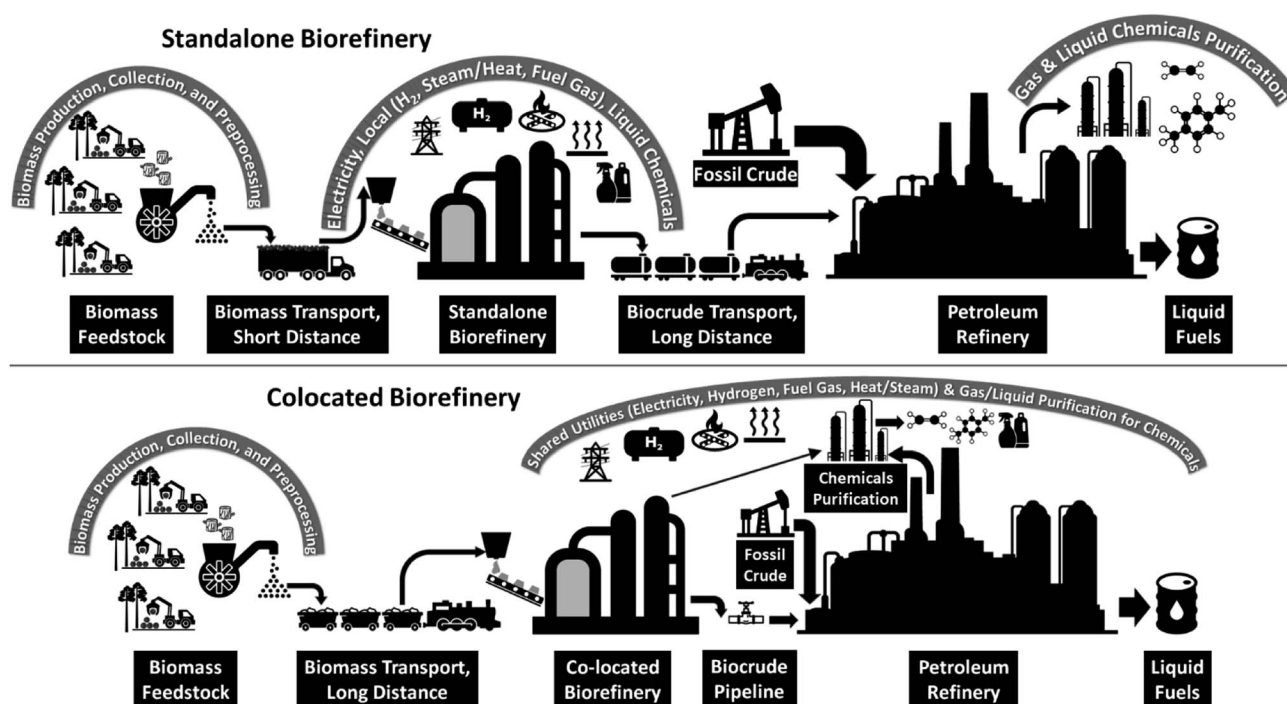 Standalone Biorefinery
Biomass Production, Collection, and Preprocessing
Electricity, Local (H₂, Steam/Heat, Fuel Gas), Liquid Chemicals
Gas & Liquid Chemicals Purification
H₂
Fossil Crude
Biomass
Feedstock
Biomass Transport,
Short Distance
Standalone
Biorefinery
Biocrude Transport,
Long Distance
Petroleum
Refinery
Liquid
Fuels
Colocated Biorefinery
Biomass Production, Collection, and Preprocessing
Shared Utilities (Electricity, Hydrogen, Fuel Gas, Heat/Steam) & Gas/Liquid Purification for Chemicals
H₂
Chemicals
Purification
Fossil
Crude
Biomass
Feedstock
Biomass Transport,
Long Distance
Co-located
Biorefinery
Biocrude
Pipeline
Petroleum
Refinery
Liquid
Fuels